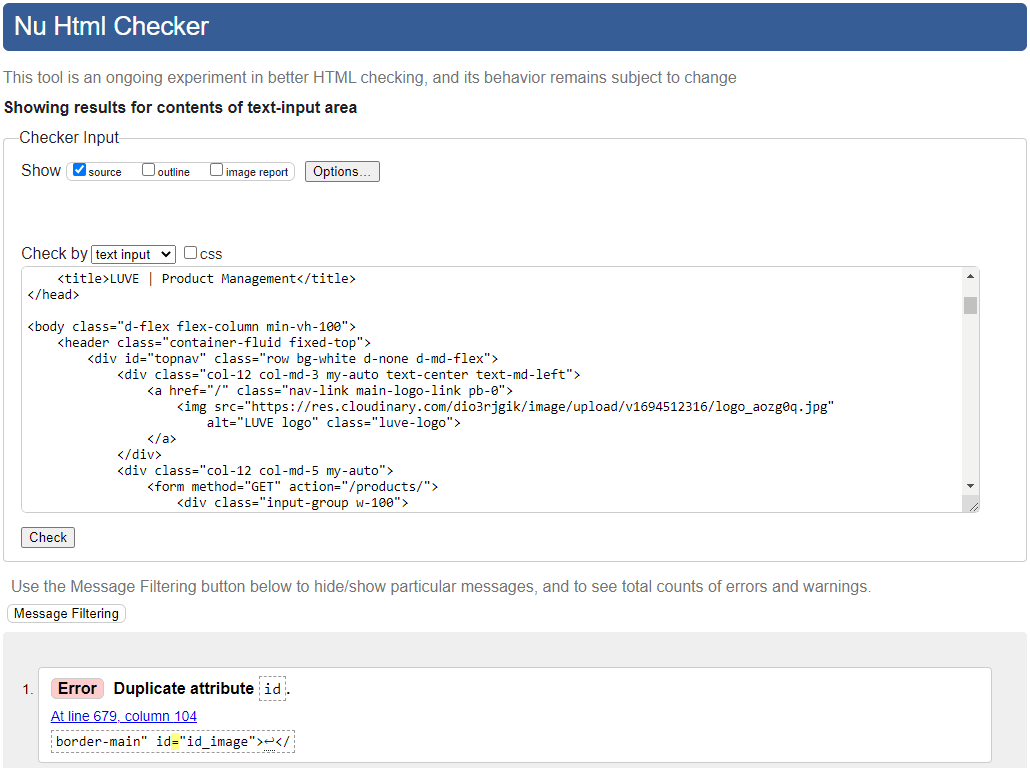 Nu Html Checker
This tool is an ongoing experiment in better HTML checking, and its behavior remains subject to change
Showing results for contents of text-input area
Checker Input
Show source outline image report Options...
Check by text input css
    <title>LUVE | Product Management</title>
</head>

<body class="d-flex flex-column min-vh-100">
    <header class="container-fluid fixed-top">
        <div id="topnav" class="row bg-white d-none d-md-flex">
            <div class="col-12 col-md-3 my-auto text-center text-md-left">
                <a href="/" class="nav-link main-logo-link pb-0">
                    <img src="https://res.cloudinary.com/dio3rjgik/image/upload/v1694512316/logo_aozg0q.jpg"
                        alt="LUVE logo" class="luve-logo">
                </a>
            </div>
            <div class="col-12 col-md-5 my-auto">
                <form method="GET" action="/products/">
                    <div class="input-group w-100">
Check
Use the Message Filtering button below to hide/show particular messages, and to see total counts of errors and warnings.
Message Filtering
1. Error Duplicate attribute id.
At line 679, column 104
border-main" id="id_image">↩</